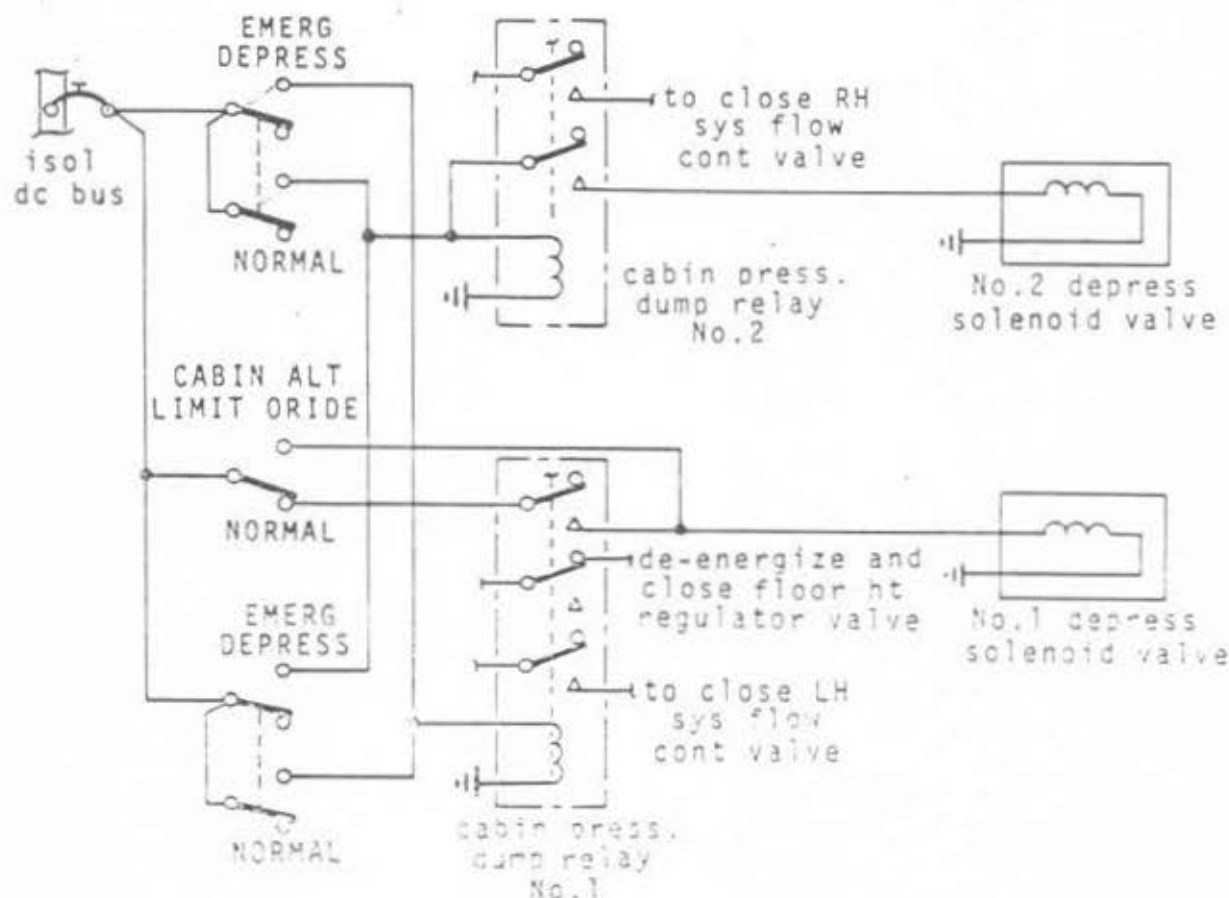 EMERG
DEPRESS
isol
dc bus
NORMAL
to close RH
sys flow
cont valve
cabin press.
dump relay
No.2
No.2 depress
solenoid valve
CABIN ALT
LIMIT ORIDE
NORMAL
de-energize and
close floor ht
regulator valve
No.1 depress
solenoid valve
EMERG
DEPRESS
to close LH
sys flow
cont valve
NORMAL
cabin press.
dump relay
No.1